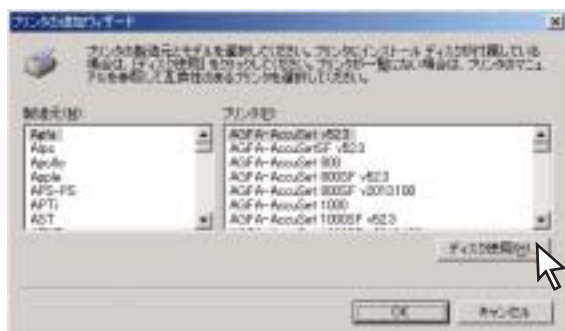 プリンタの追加ウィザード
プリンタの製造元とモデルを選択してください。プリンタにインストール ディスクが付属している
場合は、[ディスク使用] をクリックしてください。プリンタが一覧にない場合は、プリンタのマニュ
アルを参照して互換性のあるプリンタを選択してください。
製造元(M):
プリンタ(P):
Agfa
Alps
Apollo
Apple
APS-PS
APTi
AST
AGFA-AccuSet v52.3
AGFA-AccuSetSF v52.3
AGFA-AccuSet 800
AGFA-AccuSet 800SF v52.3
AGFA-AccuSet 800SF v2013.108
AGFA-AccuSet 1000
AGFA-AccuSet 1000SF v52.3
ディスク使用(H)...
OK
キャンセル